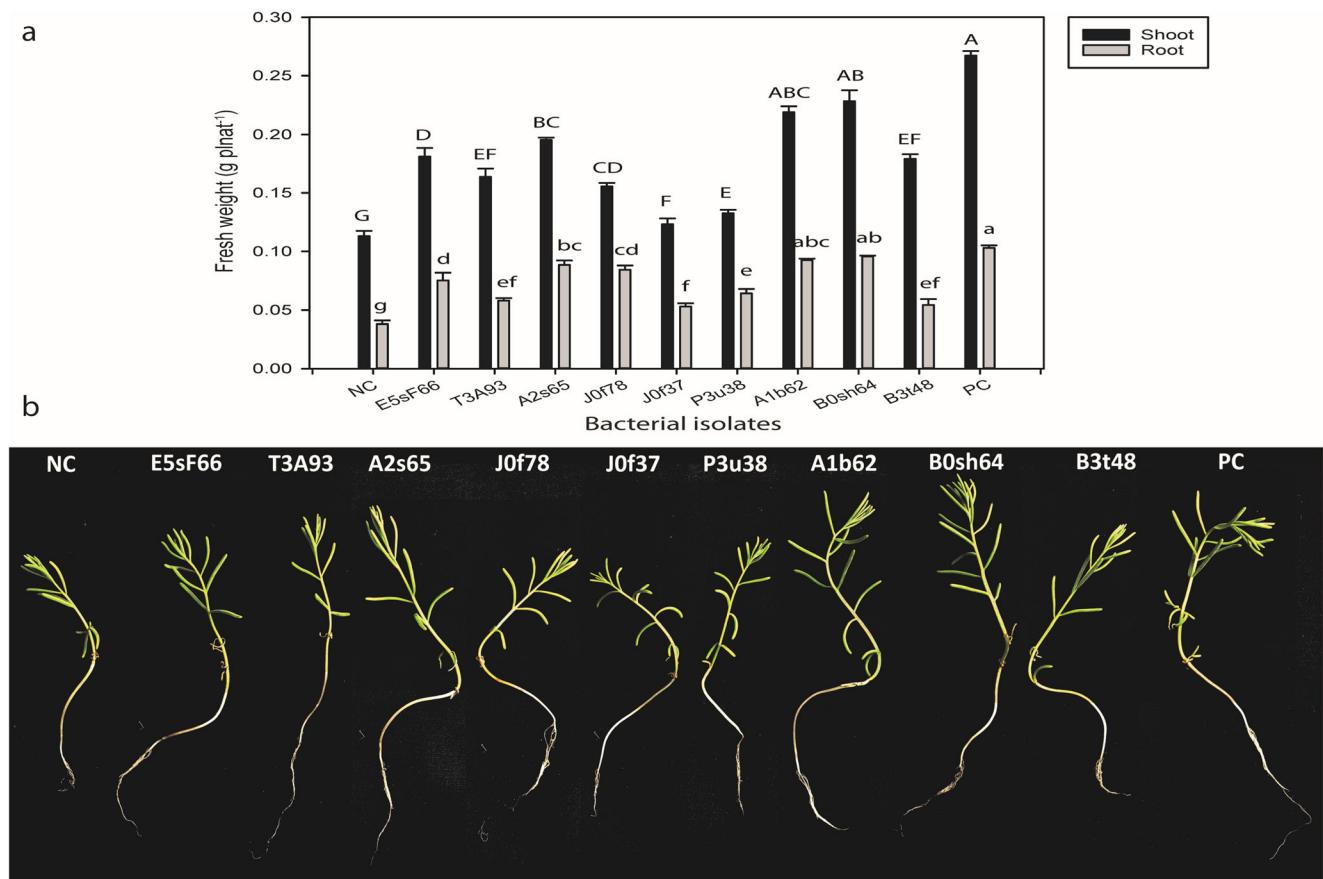 a
0.30
0.25
0.20
0.15
0.10
0.05
0.00
Fresh weight (g plnat⁻¹)
G
g
D
d
EF
ef
BC
bc
CD
cd
F
f
E
e
ABC
abc
AB
ab
EF
ef
A
a
Shoot
Root
NC
E5sF66
T3A93
A2s65
J0f78
J0f37
P3u38
A1b62
B0sh64
B3t48
PC
Bacterial isolates
b
NC E5sF66 T3A93 A2s65 J0f78 J0f37 P3u38 A1b62 B0sh64 B3t48 PC